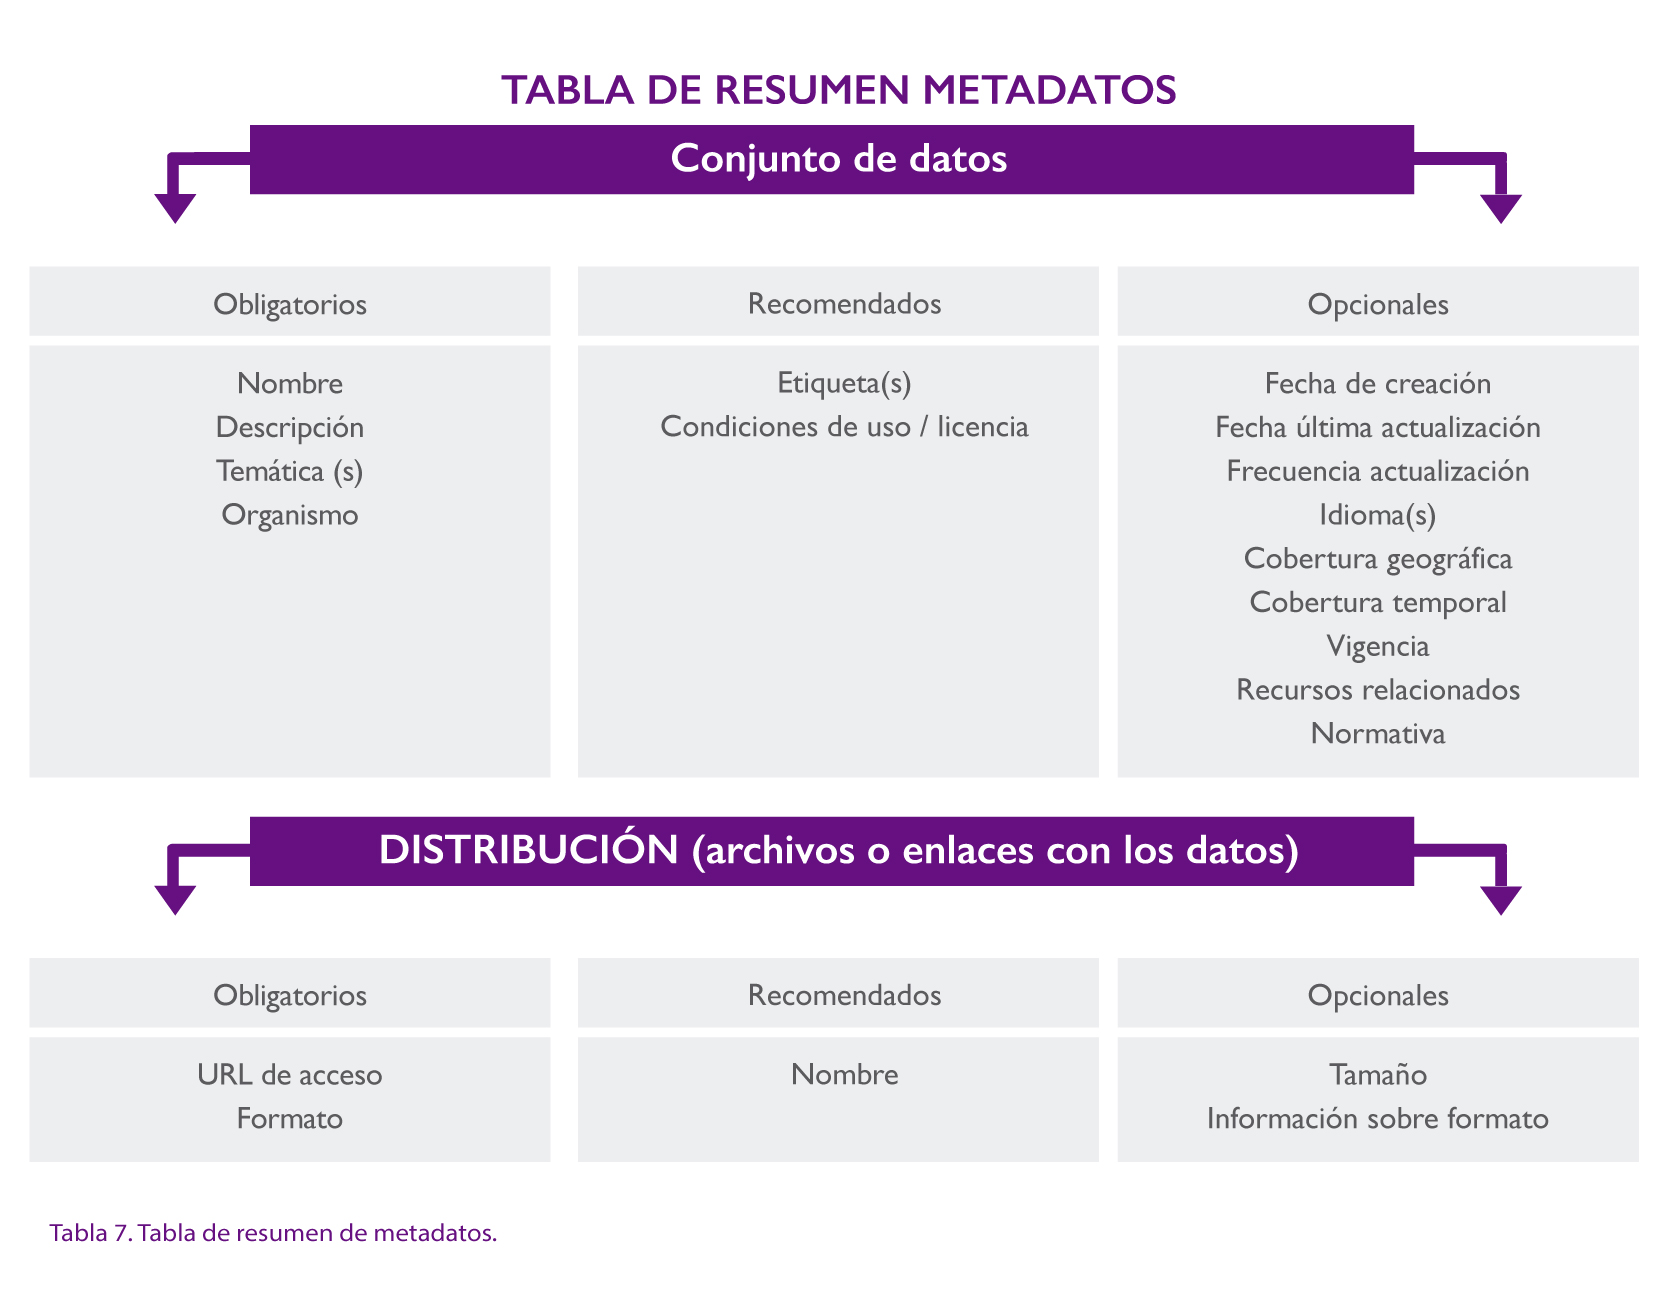 TABLA DE RESUMEN METADATOS
Conjunto de datos
Obligatorios
Nombre
Descripción
Temática (s)
Organismo
Recomendados
Etiqueta(s)
Condiciones de uso / licencia
Opcionales
Fecha de creación
Fecha última actualización
Frecuencia actualización
Idioma(s)
Cobertura geográfica
Cobertura temporal
Vigencia
Recursos relacionados
Normativa
DISTRIBUCIÓN (archivos o enlaces con los datos)
Obligatorios
URL de acceso
Formato
Recomendados
Nombre
Opcionales
Tamaño
Información sobre formato
Tabla 7. Tabla de resumen de metadatos.